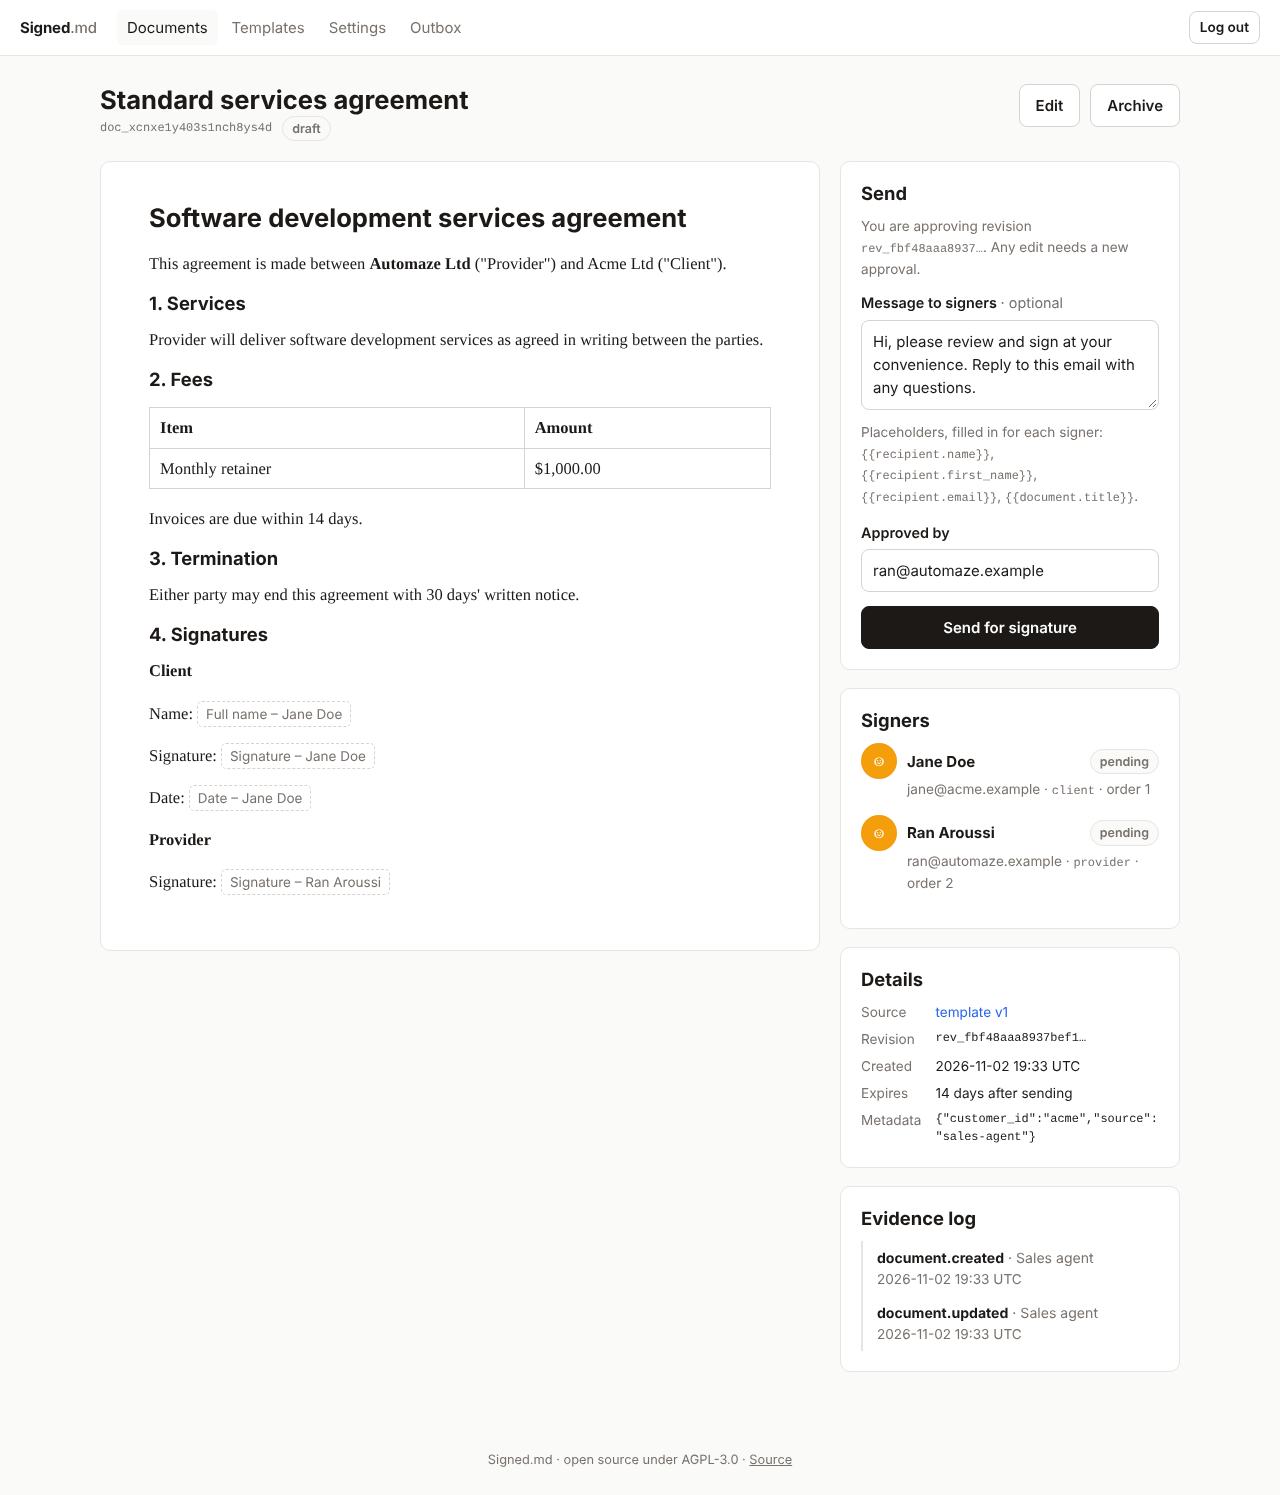 Signed.md Documents Templates Settings Outbox Log out
Standard services agreement
doc_xcnxe1y403s1nch8ys4d draft
Edit Archive
Software development services agreement
This agreement is made between Automaze Ltd ("Provider") and Acme Ltd ("Client").
1. Services
Provider will deliver software development services as agreed in writing between the parties.
2. Fees
Item Amount
Monthly retainer $1,000.00
Invoices are due within 14 days.
3. Termination
Either party may end this agreement with 30 days' written notice.
4. Signatures
Client
Name: Full name – Jane Doe
Signature: Signature – Jane Doe
Date: Date – Jane Doe
Provider
Signature: Signature – Ran Aroussi
Send
You are approving revision
rev_fbf48aaa8937…. Any edit needs a new
approval.
Message to signers · optional
Hi, please review and sign at your
convenience. Reply to this email with
any questions.
Placeholders, filled in for each signer:
{{recipient.name}},
{{recipient.first_name}},
{{recipient.email}}, {{document.title}}.
Approved by
ran@automaze.example
Send for signature
Signers
Jane Doe pending
jane@acme.example · client · order 1
Ran Aroussi pending
ran@automaze.example · provider ·
order 2
Details
Source template v1
Revision rev_fbf48aaa8937bef1…
Created 2026-11-02 19:33 UTC
Expires 14 days after sending
Metadata {"customer_id":"acme","source":
"sales-agent"}
Evidence log
document.created · Sales agent
2026-11-02 19:33 UTC
document.updated · Sales agent
2026-11-02 19:33 UTC
Signed.md · open source under AGPL-3.0 · Source